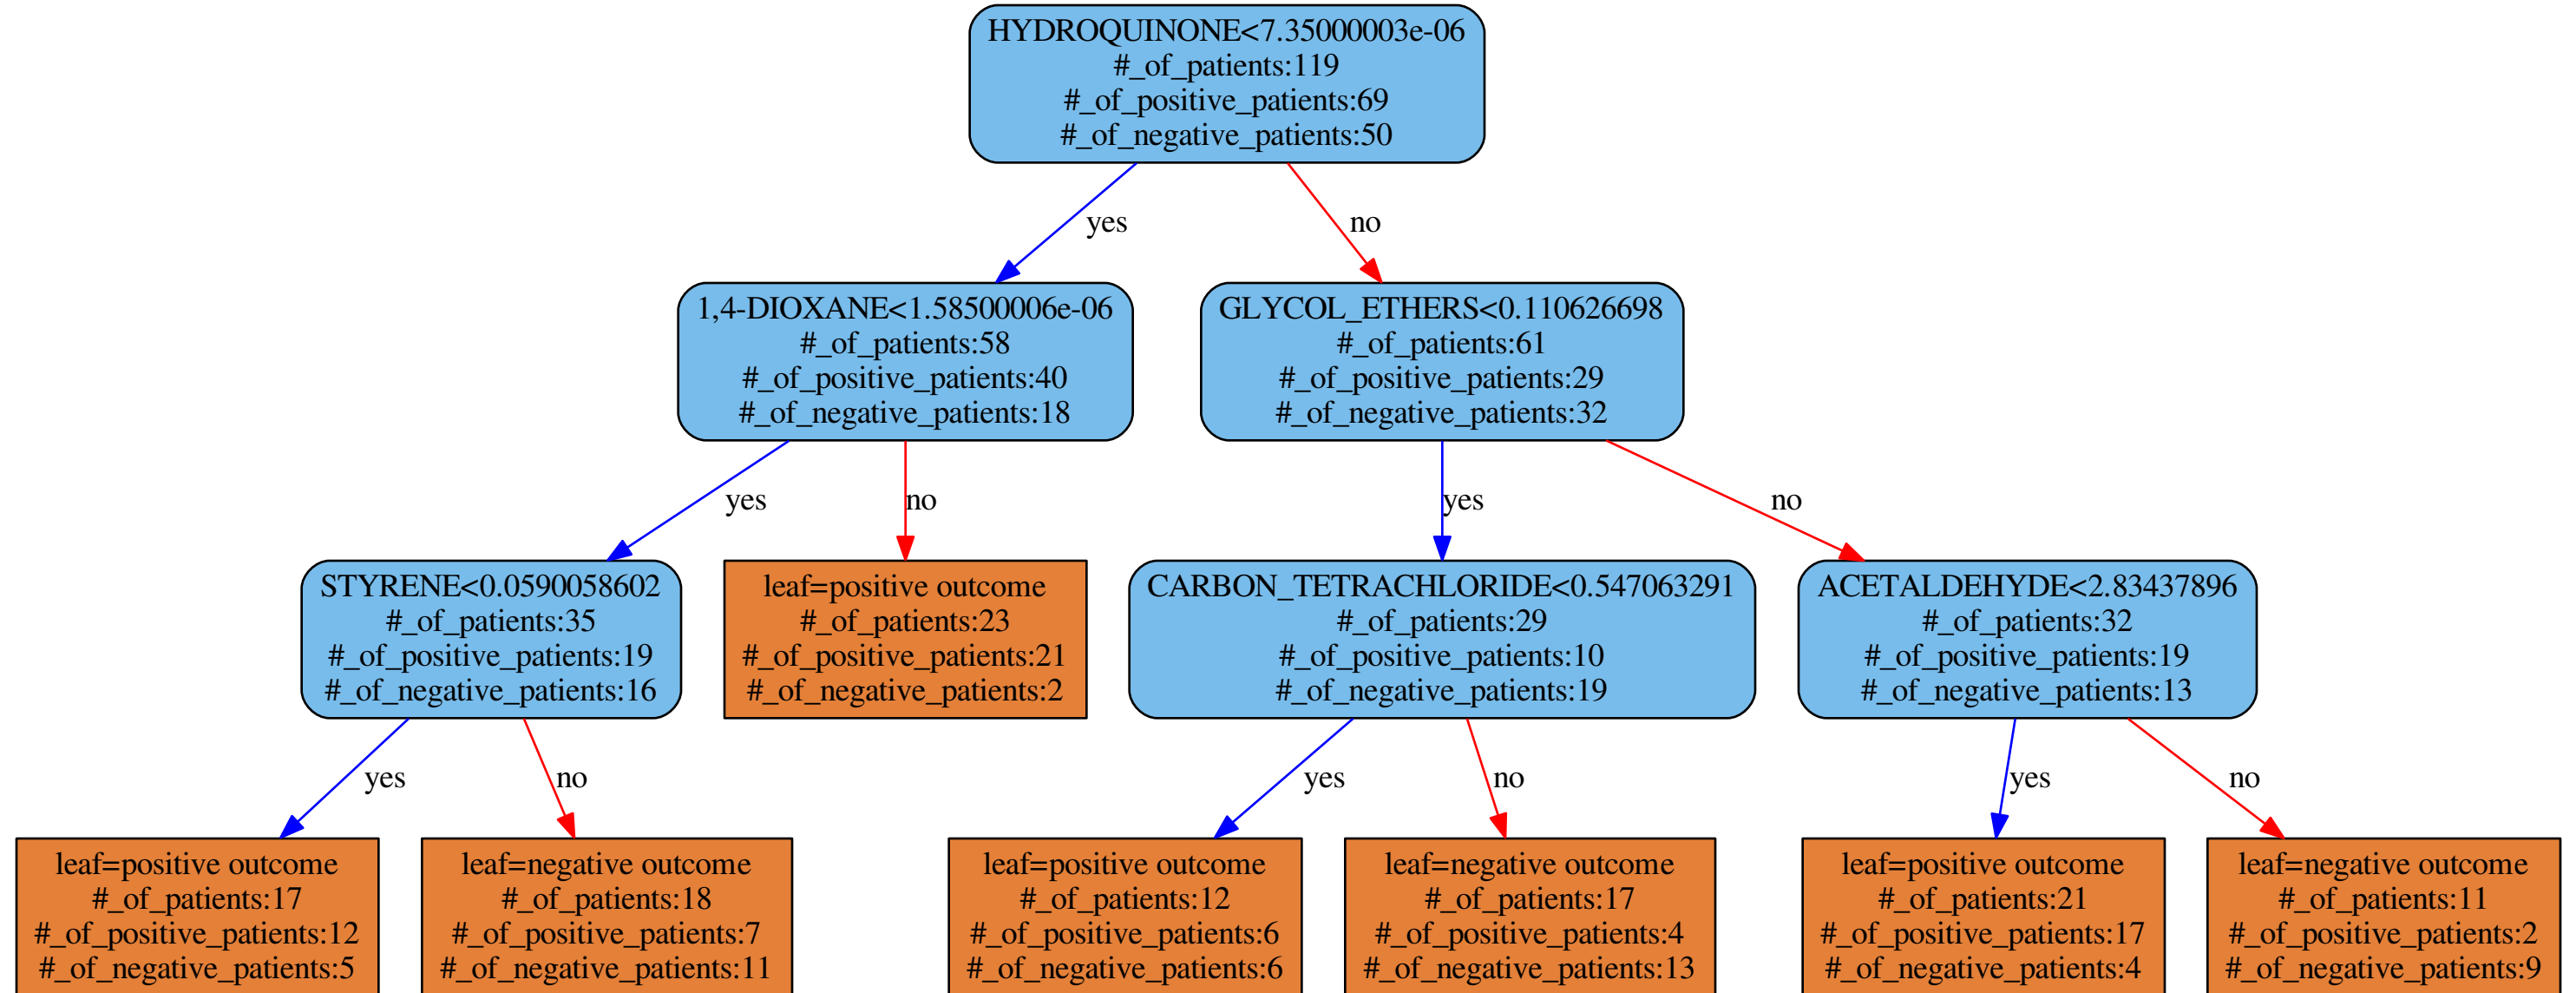 HYDROQUINONE<7.35000003e-06
#_of_patients:119
#_of_positive_patients:69
#_of_negative_patients:50
yes
no
1,4-DIOXANE<1.58500006e-06
#_of_patients:58
#_of_positive_patients:40
#_of_negative_patients:18
GLYCOL_ETHERS<0.110626698
#_of_patients:61
#_of_positive_patients:29
#_of_negative_patients:32
yes
no
yes
no
STYRENE<0.0590058602
#_of_patients:35
#_of_positive_patients:19
#_of_negative_patients:16
leaf=positive outcome
#_of_patients:23
#_of_positive_patients:21
#_of_negative_patients:2
CARBON_TETRACHLORIDE<0.547063291
#_of_patients:29
#_of_positive_patients:10
#_of_negative_patients:19
ACETALDEHYDE<2.83437896
#_of_patients:32
#_of_positive_patients:19
#_of_negative_patients:13
yes
no
yes
no
yes
no
leaf=positive outcome
#_of_patients:17
#_of_positive_patients:12
#_of_negative_patients:5
leaf=negative outcome
#_of_patients:18
#_of_positive_patients:7
#_of_negative_patients:11
leaf=positive outcome
#_of_patients:12
#_of_positive_patients:6
#_of_negative_patients:6
leaf=negative outcome
#_of_patients:17
#_of_positive_patients:4
#_of_negative_patients:13
leaf=positive outcome
#_of_patients:21
#_of_positive_patients:17
#_of_negative_patients:4
leaf=negative outcome
#_of_patients:11
#_of_positive_patients:2
#_of_negative_patients:9